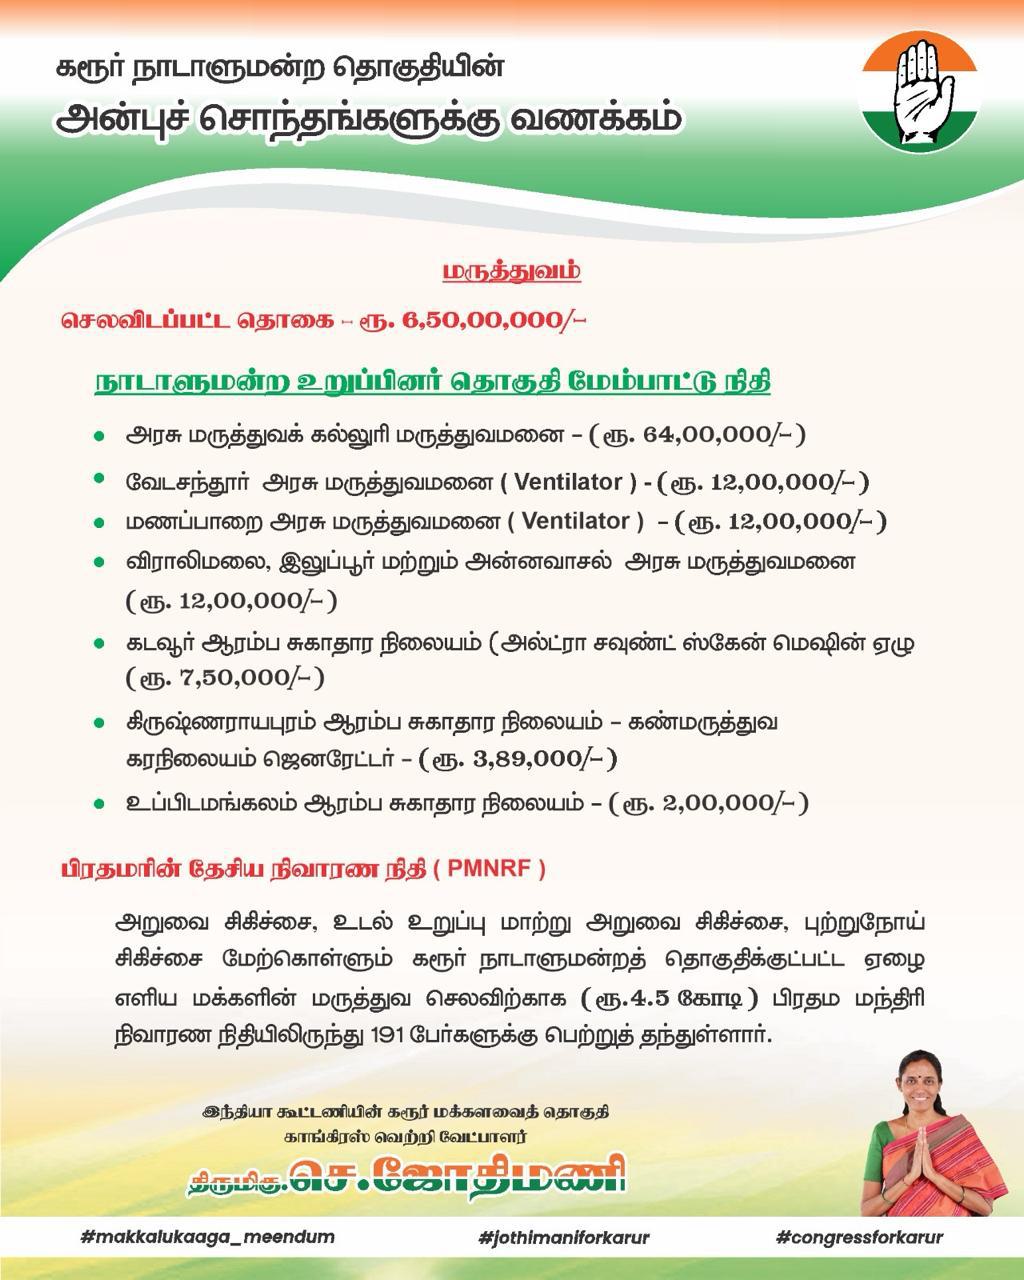 கரூர் நாடாளுமன்ற தொகுதியின்
அன்புச் சொந்தங்களுக்கு வணக்கம்
மருத்துவம்
செலவிடப்பட்ட தொகை - ரூ. 6,50,00,000/-
நாடாளுமன்ற உறுப்பினர் தொகுதி மேம்பாட்டு நிதி
• அரசு மருத்துவக் கல்லூரி மருத்துவமனை - ( ரூ. 64,00,000/- )
• வேடசந்தூர் அரசு மருத்துவமனை ( Ventilator ) - ( ரூ. 12,00,000/- )
• மணப்பாறை அரசு மருத்துவமனை ( Ventilator ) - ( ரூ. 12,00,000/- )
• விராலிமலை, இலுப்பூர் மற்றும் அன்னவாசல் அரசு மருத்துவமனை
( ரூ. 12,00,000/- )
• கடவூர் ஆரம்ப சுகாதார நிலையம் (அல்ட்ரா சவுண்ட் ஸ்கேன் மெஷின் ஏழு
( ரூ. 7,50,000/- )
• கிருஷ்ணராயபுரம் ஆரம்ப சுகாதார நிலையம் - கண்மருத்துவ
கரநிலையம் ஜெனரேட்டர் - ( ரூ. 3,89,000/- )
• உப்பிடமங்கலம் ஆரம்ப சுகாதார நிலையம் - ( ரூ. 2,00,000/- )
பிரதமரின் தேசிய நிவாரண நிதி ( PMNRF )
அறுவை சிகிச்சை, உடல் உறுப்பு மாற்று அறுவை சிகிச்சை, புற்றுநோய்
சிகிச்சை மேற்கொள்ளும் கரூர் நாடாளுமன்றத் தொகுதிக்குட்பட்ட ஏழை
எளிய மக்களின் மருத்துவ செலவிற்காக ( ரூ.4.5 கோடி ) பிரதம மந்திரி
நிவாரண நிதியிலிருந்து 191 பேர்களுக்கு பெற்றுத் தந்துள்ளார்.
இந்தியா கூட்டணியின் கரூர் மக்களவைத் தொகுதி
காங்கிரஸ் வெற்றி வேட்பாளர்
திருமிகு.செ.ஜோதிமணி
#makkalukaaga_meendum #jothimaniforkarur #congressforkarur